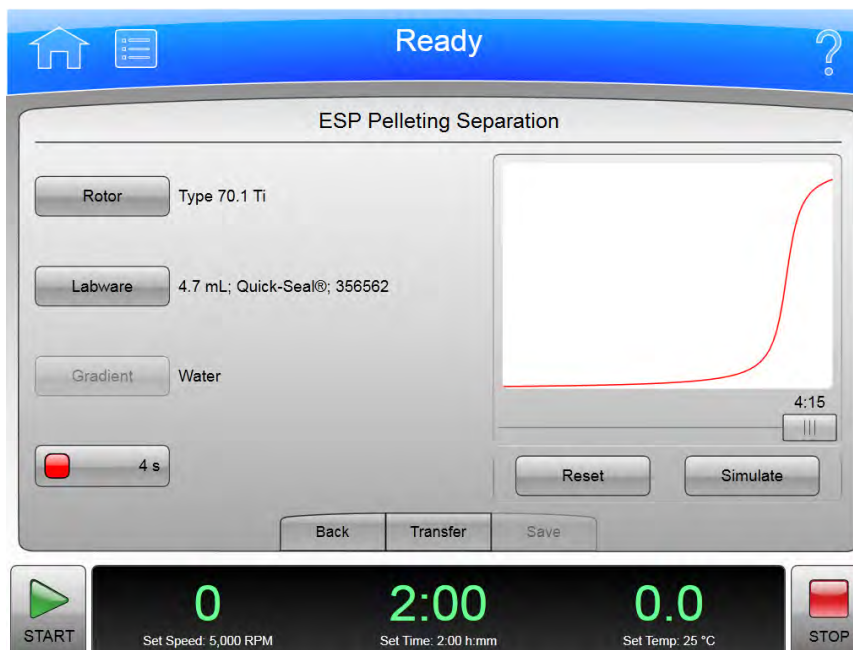 Ready
?
ESP Pelleting Separation
Rotor Type 70.1 Ti
Labware 4.7 mL; Quick-Seal®; 356562
Gradient Water
4 s
4:15
Reset Simulate
Back Transfer Save
START
0 2:00 0.0
Set Speed: 5,000 RPM Set Time: 2:00 h:mm Set Temp: 25 °C
STOP